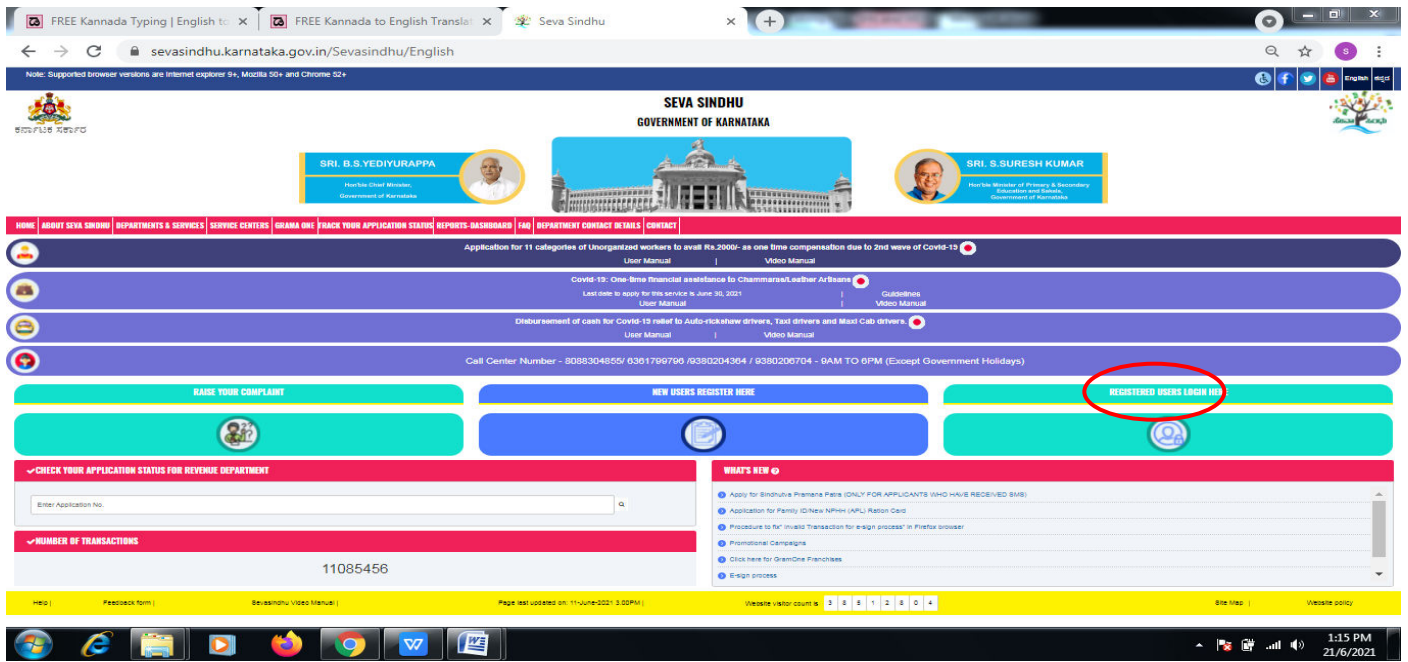 FREE Kannada Typing | English to
FREE Kannada to English Translat
Seva Sindhu
sevasindhu.karnataka.gov.in/Sevasindhu/English
S
Note: Supported browser versions are Internet explorer 9+, Mozilla 50+ and Chrome 52+
English ಕನ್ನಡ
ಕರ್ನಾಟಕ ಸರ್ಕಾರ
SEVA SINDHU
GOVERNMENT OF KARNATAKA
SRI. B.S.YEDIYURAPPA
Hon'ble Chief Minister,
Government of Karnataka
SRI. S.SURESH KUMAR
Hon'ble Minister of Primary & Secondary
Education and Sakala,
Government of Karnataka
HOME ABOUT SEVA SINDHU DEPARTMENTS & SERVICES SERVICE CENTERS GRAMA ONE TRACK YOUR APPLICATION STATUS REPORTS-DASHBOARD FAQ DEPARTMENT CONTACT DETAILS CONTACT
Application for 11 categories of Unorganized workers to avail Rs.2000/- as one time compensation due to 2nd wave of Covid-19
User Manual | Video Manual
Covid-19: One-time financial assistance to Chammaras/Leather Artisans
Last date to apply for this service is June 30, 2021 | Guidelines
User Manual | Video Manual
Disbursement of cash for Covid-19 relief to Auto-rickshaw drivers, Taxi drivers and Maxi Cab drivers.
User Manual | Video Manual
Call Center Number - 8088304855/ 6361799796 /9380204364 / 9380206704 - 9AM TO 6PM (Except Government Holidays)
RAISE YOUR COMPLAINT
NEW USERS REGISTER HERE
REGISTERED USERS LOGIN HERE
CHECK YOUR APPLICATION STATUS FOR REVENUE DEPARTMENT
Enter Application No.
NUMBER OF TRANSACTIONS
11085456
WHAT'S NEW
Apply for Sindhutva Pramana Patra (ONLY FOR APPLICANTS WHO HAVE RECEIVED SMS)
Application for Family ID/New NPHH (APL) Ration Card
Procedure to fix" Invalid Transaction for e-sign process" in Firefox browser
Promotional Campaigns
Click here for GramOne Franchises
E-sign process
Help | Feedback form | Sevasindhu Video Manual | Page last updated on: 11-June-2021 3.00PM | Website visitor count is 3 8 5 1 2 8 0 4 Site Map | Website policy
1:15 PM
21/6/2021